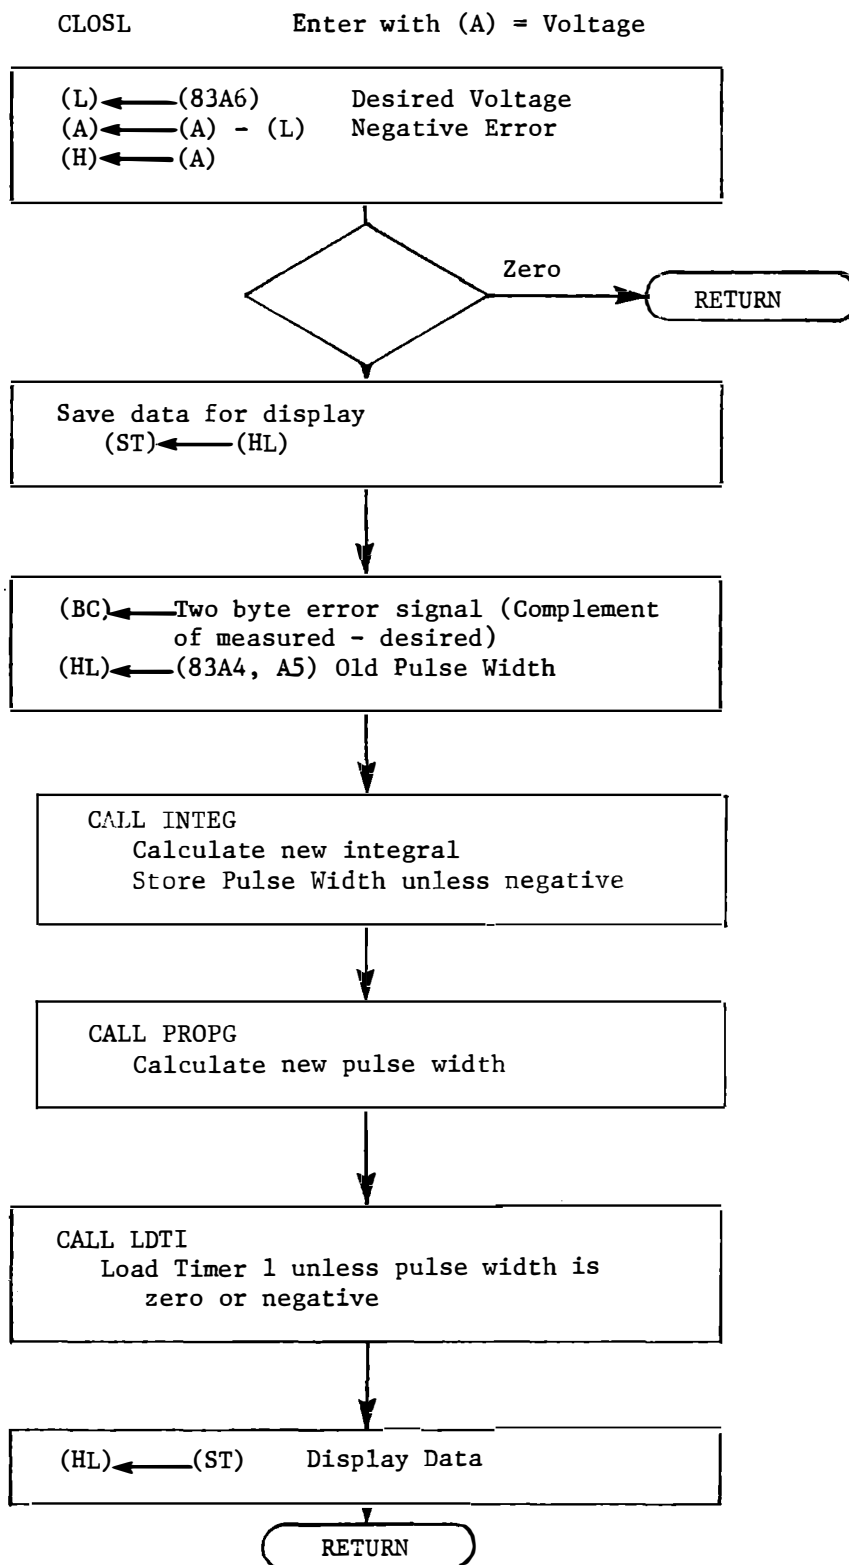 CLOSL Enter with (A) = Voltage
(L) ← (83A6) Desired Voltage
(A) ← (A) - (L) Negative Error
(H) ← (A)
Zero
RETURN
Save data for display
(ST) ← (HL)
(BC) ← Two byte error signal (Complement
of measured - desired)
(HL) ← (83A4, A5) Old Pulse Width
CALL INTEG
Calculate new integral
Store Pulse Width unless negative
CALL PROPG
Calculate new pulse width
CALL LDTI
Load Timer 1 unless pulse width is
zero or negative
(HL) ← (ST) Display Data
RETURN